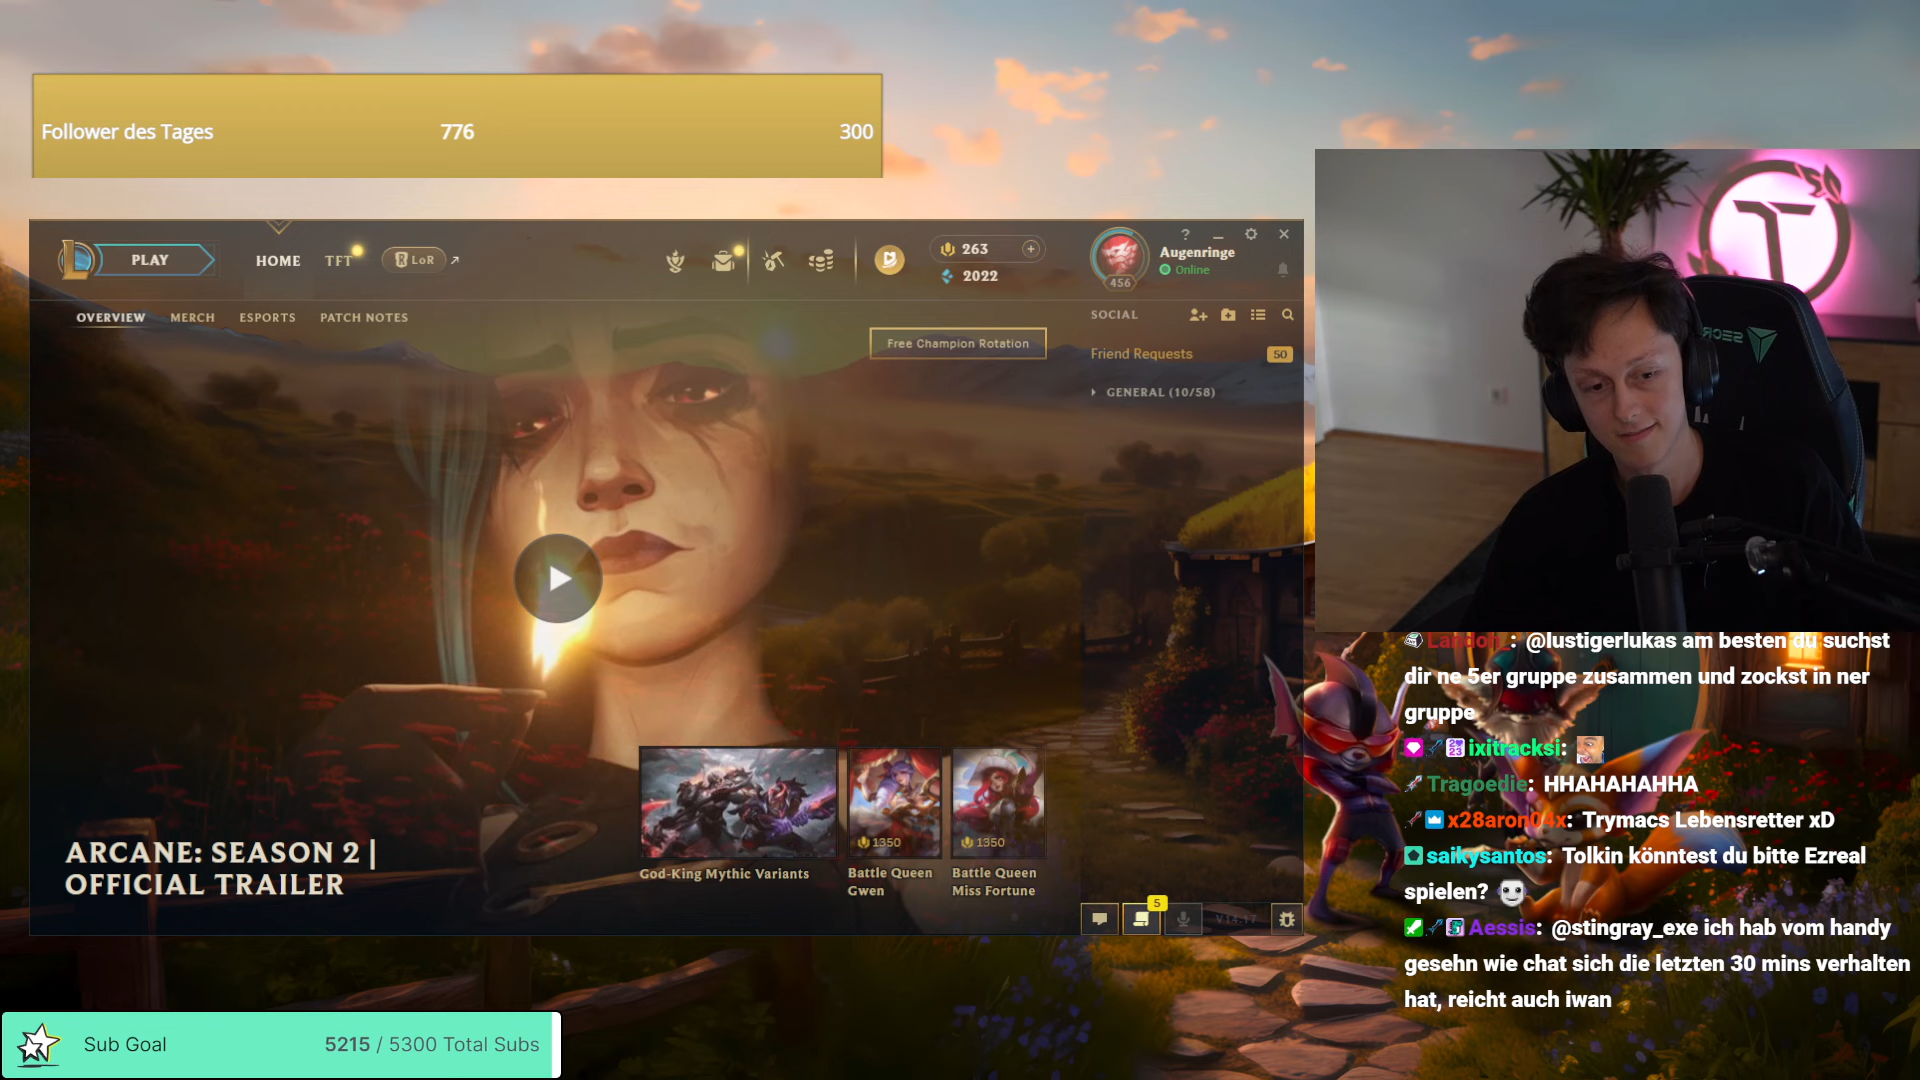 Follower des Tages 776 300
PLAY HOME TFT LoR 263 2022
Augenringe
Online
456
OVERVIEW MERCH ESPORTS PATCH NOTES
SOCIAL
Free Champion Rotation
Friend Requests 50
GENERAL (10/58)
SECR
ARCANE: SEASON 2 |
OFFICIAL TRAILER
God-King Mythic Variants
1350
Battle Queen
Gwen
1350
Battle Queen
Miss Fortune
5
V14.17
Sub Goal 5215 / 5300 Total Subs
Landon_: @lustigerlukas am besten du suchst
dir ne 5er gruppe zusammen und zockst in ner
gruppe
ixitracksi:
Tragoedie: HHAHAHAHHA
x28aron04x: Trymacs Lebensretter xD
saikysantos: Tolkin könntest du bitte Ezreal
spielen?
Aessis: @stingray_exe ich hab vom handy
gesehn wie chat sich die letzten 30 mins verhalten
hat, reicht auch iwan